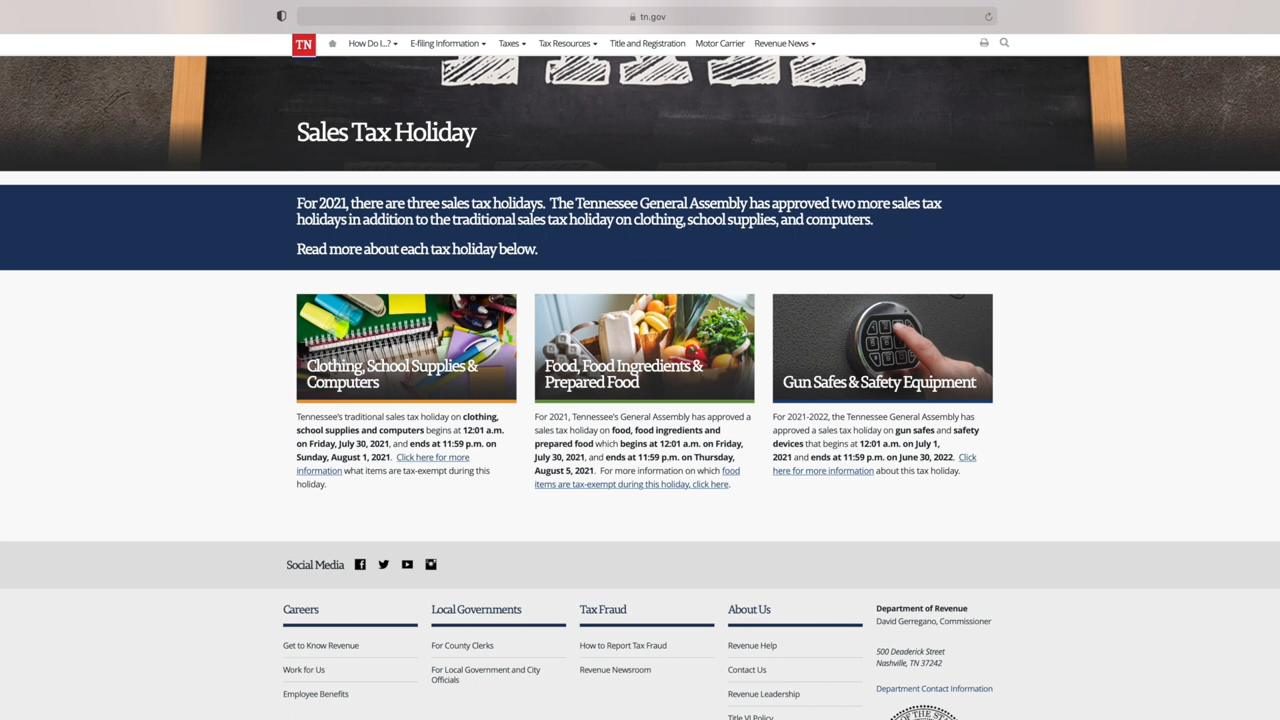 tn.gov
TN
How Do I...?
E-filing Information
Taxes
Tax Resources
Title and Registration
Motor Carrier
Revenue News
Sales Tax Holiday
For 2021, there are three sales tax holidays. The Tennessee General Assembly has approved two more sales tax
holidays in addition to the traditional sales tax holiday on clothing, school supplies, and computers.
Read more about each tax holiday below.
Clothing, School Supplies &
Computers
Tennessee's traditional sales tax holiday on clothing,
school supplies and computers begins at 12:01 a.m.
on Friday, July 30, 2021, and ends at 11:59 p.m. on
Sunday, August 1, 2021. Click here for more
information what items are tax-exempt during this
holiday.
Food, Food Ingredients &
Prepared Food
For 2021, Tennessee's General Assembly has approved a
sales tax holiday on food, food ingredients and
prepared food which begins at 12:01 a.m. on Friday,
July 30, 2021, and ends at 11:59 p.m. on Thursday,
August 5, 2021. For more information on which food
items are tax-exempt during this holiday, click here.
Gun Safes & Safety Equipment
For 2021-2022, the Tennessee General Assembly has
approved a sales tax holiday on gun safes and safety
devices that begins at 12:01 a.m. on July 1,
2021 and ends at 11:59 p.m. on June 30, 2022. Click
here for more information about this tax holiday.
Social Media
Careers
Get to Know Revenue
Work for Us
Employee Benefits
Local Governments
For County Clerks
For Local Government and City
Officials
Tax Fraud
How to Report Tax Fraud
Revenue Newsroom
About Us
Revenue Help
Contact Us
Revenue Leadership
Title VI Policy
Department of Revenue
David Gerregano, Commissioner
500 Deaderick Street
Nashville, TN 37242
Department Contact Information
OF THE STA